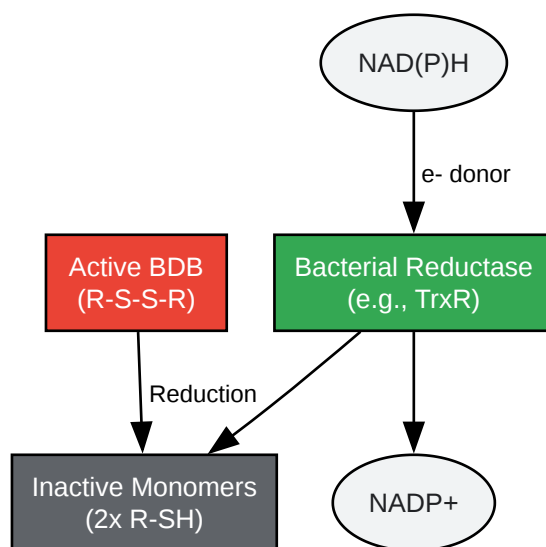 NAD(P)H
e- donor
Active BDB
(R-S-S-R)
Bacterial Reductase
(e.g., TrxR)
Reduction
Inactive Monomers
(2x R-SH)
NADP+